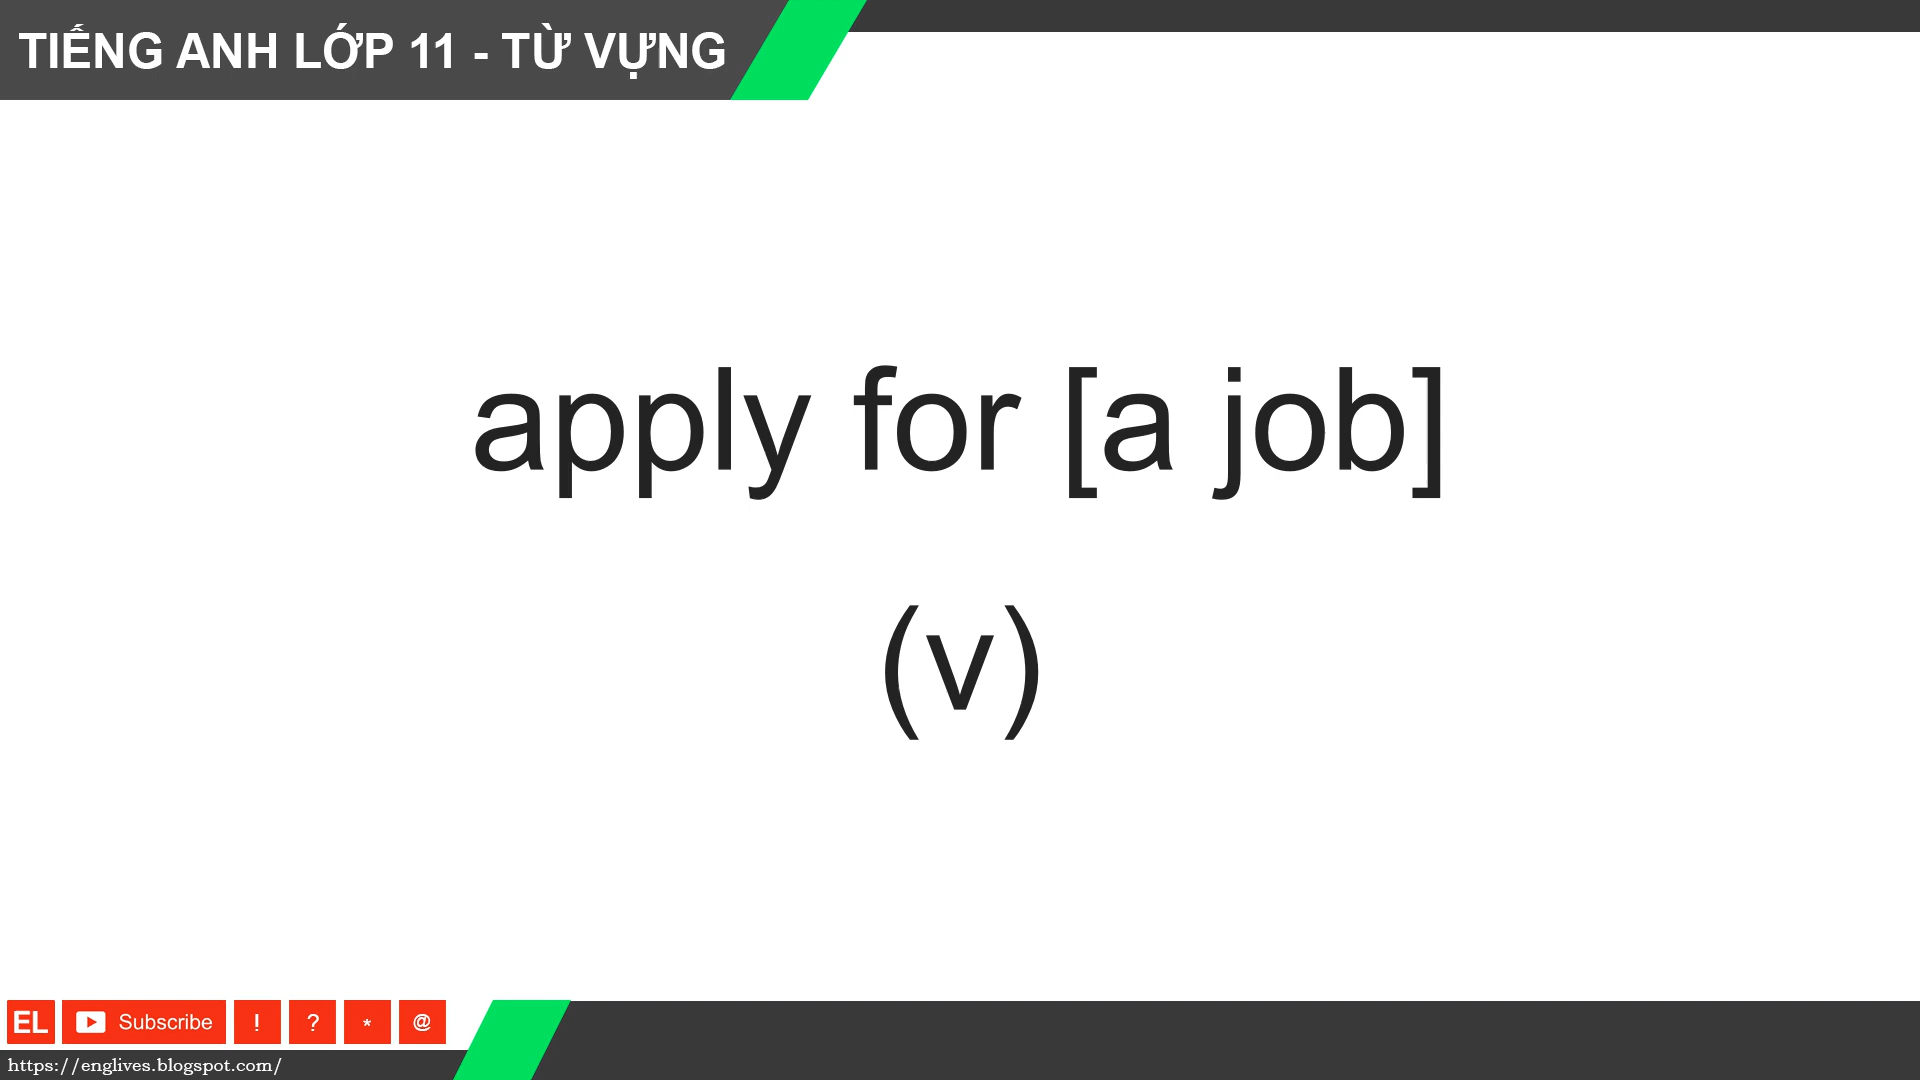 TIẾNG ANH LỚP 11 - TỪ VỰNG
apply for [a job]
(v)
EL Subscribe ! ? * @
https://englives.blogspot.com/